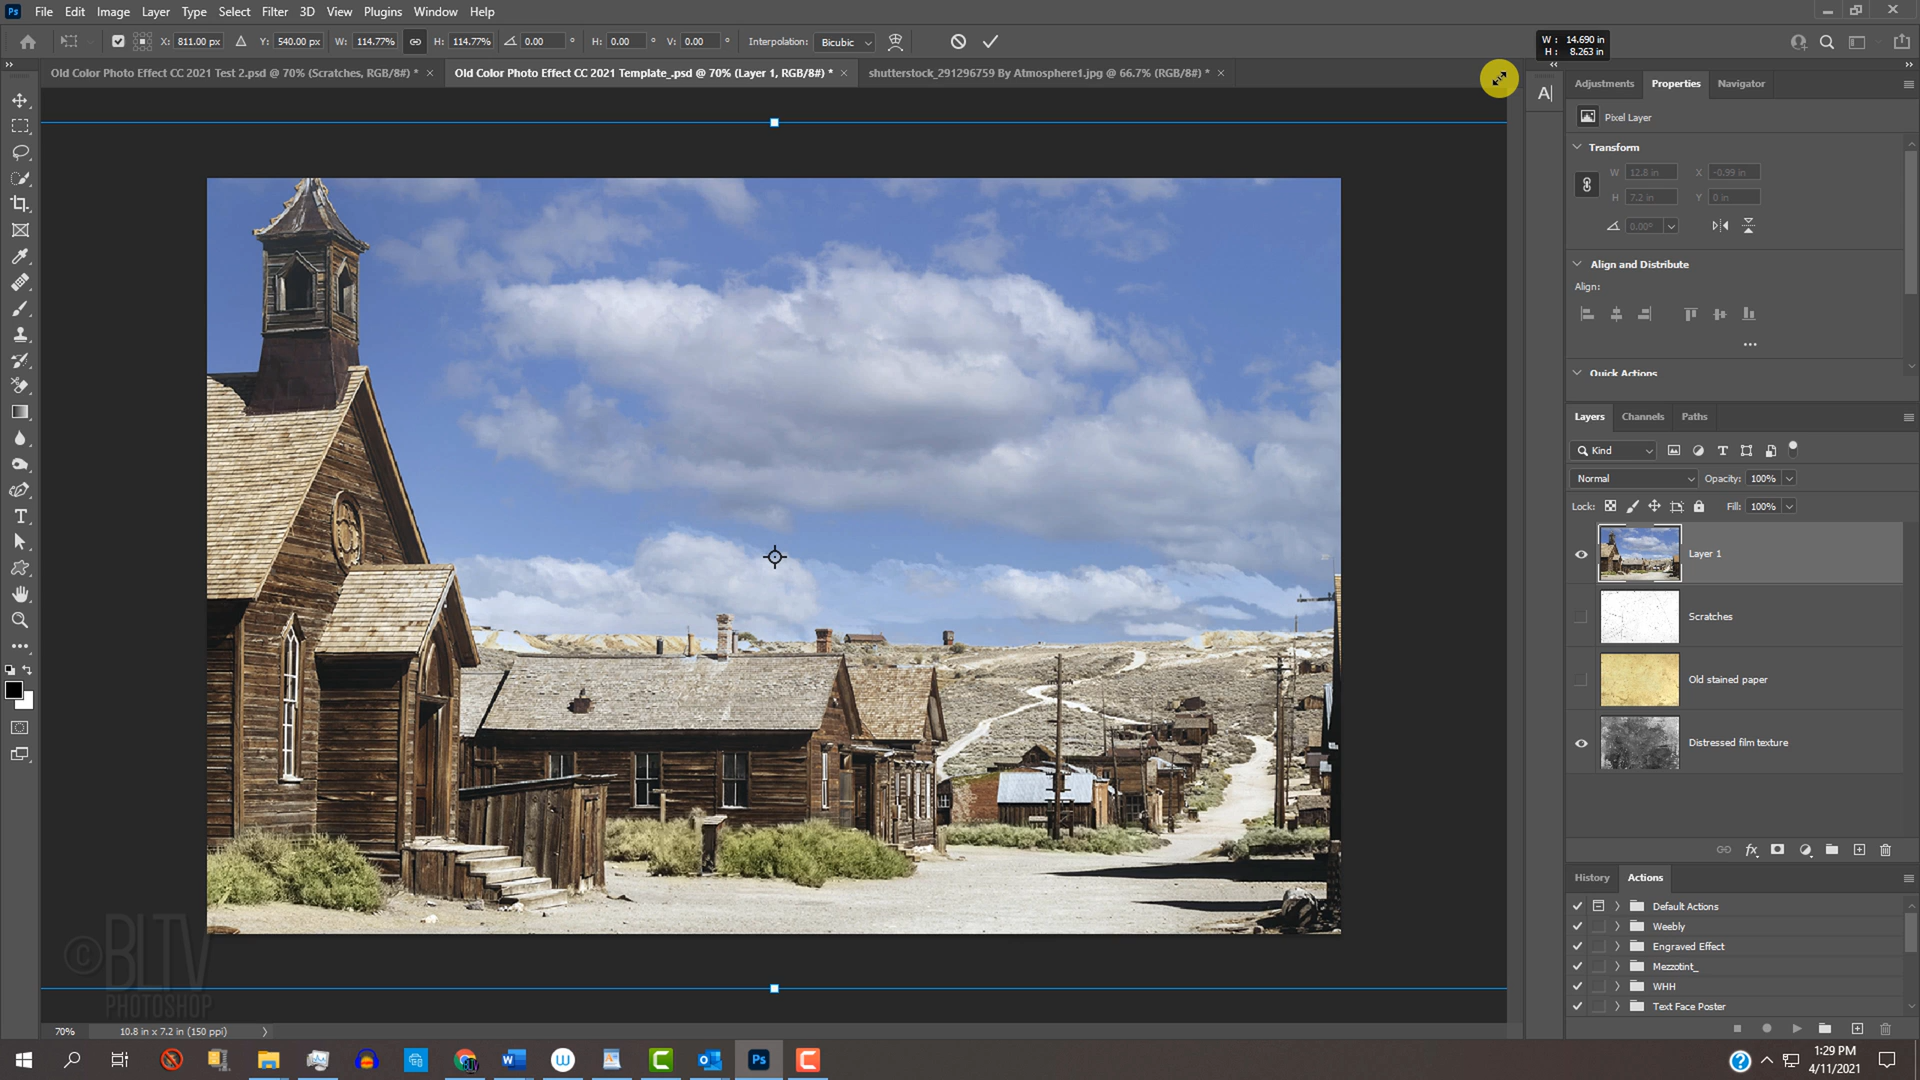 Ps File Edit Image Layer Type Select Filter 3D View Plugins Window Help
X: 811.00 px Y: 540.00 px W: 114.77% H: 114.77% 0.00 ° H: 0.00 ° V: 0.00 ° Interpolation: Bicubic
W : 14.690 in
H : 8.263 in
Old Color Photo Effect CC 2021 Test 2.psd @ 70% (Scratches, RGB/8#) * × Old Color Photo Effect CC 2021 Template_.psd @ 70% (Layer 1, RGB/8#) * × shutterstock_291296759 By Atmosphere1.jpg @ 66.7% (RGB/8#) * ×
A|
Adjustments Properties Navigator
Pixel Layer
Transform
W 12.8 in X -0.99 in
H 7.2 in Y 0 in
0.00°
Align and Distribute
Align:
Quick Actions
Layers Channels Paths
Kind
Normal Opacity: 100%
Lock: Fill: 100%
Layer 1
Scratches
Old stained paper
Distressed film texture
fx
History Actions
Default Actions
Weebly
Engraved Effect
Mezzotint_
WHH
Text Face Poster
©BLTV
PHOTOSHOP
70% 10.8 in x 7.2 in (150 ppi)
Ps
1:29 PM
4/11/2021